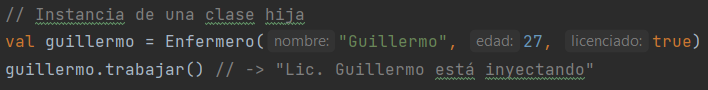 // Instancia de una clase hija
val guillermo = Enfermero( nombre: "Guillermo", edad: 27, licenciado: true)
guillermo.trabajar() // -> "Lic. Guillermo está inyectando"